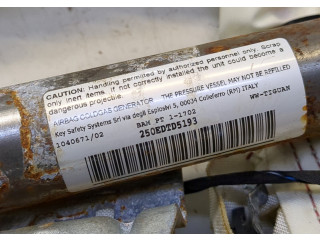 CAUTION: Handling permitted by authorized personnel only. Scrap
only inert items. If not correctly installed the unit could become a
dangerous projectile.
AIRBAG COLDGAS GENERATOR THE PRESSURE VESSEL MAY NOT BE REFILLED
Key Safety Systems Srl via degli Esplosivi 5, 00034 Colleferro (RM) ITALY
1040671/02 BAM PT 1-1702 VW-TIGUAN
250EDTD5193